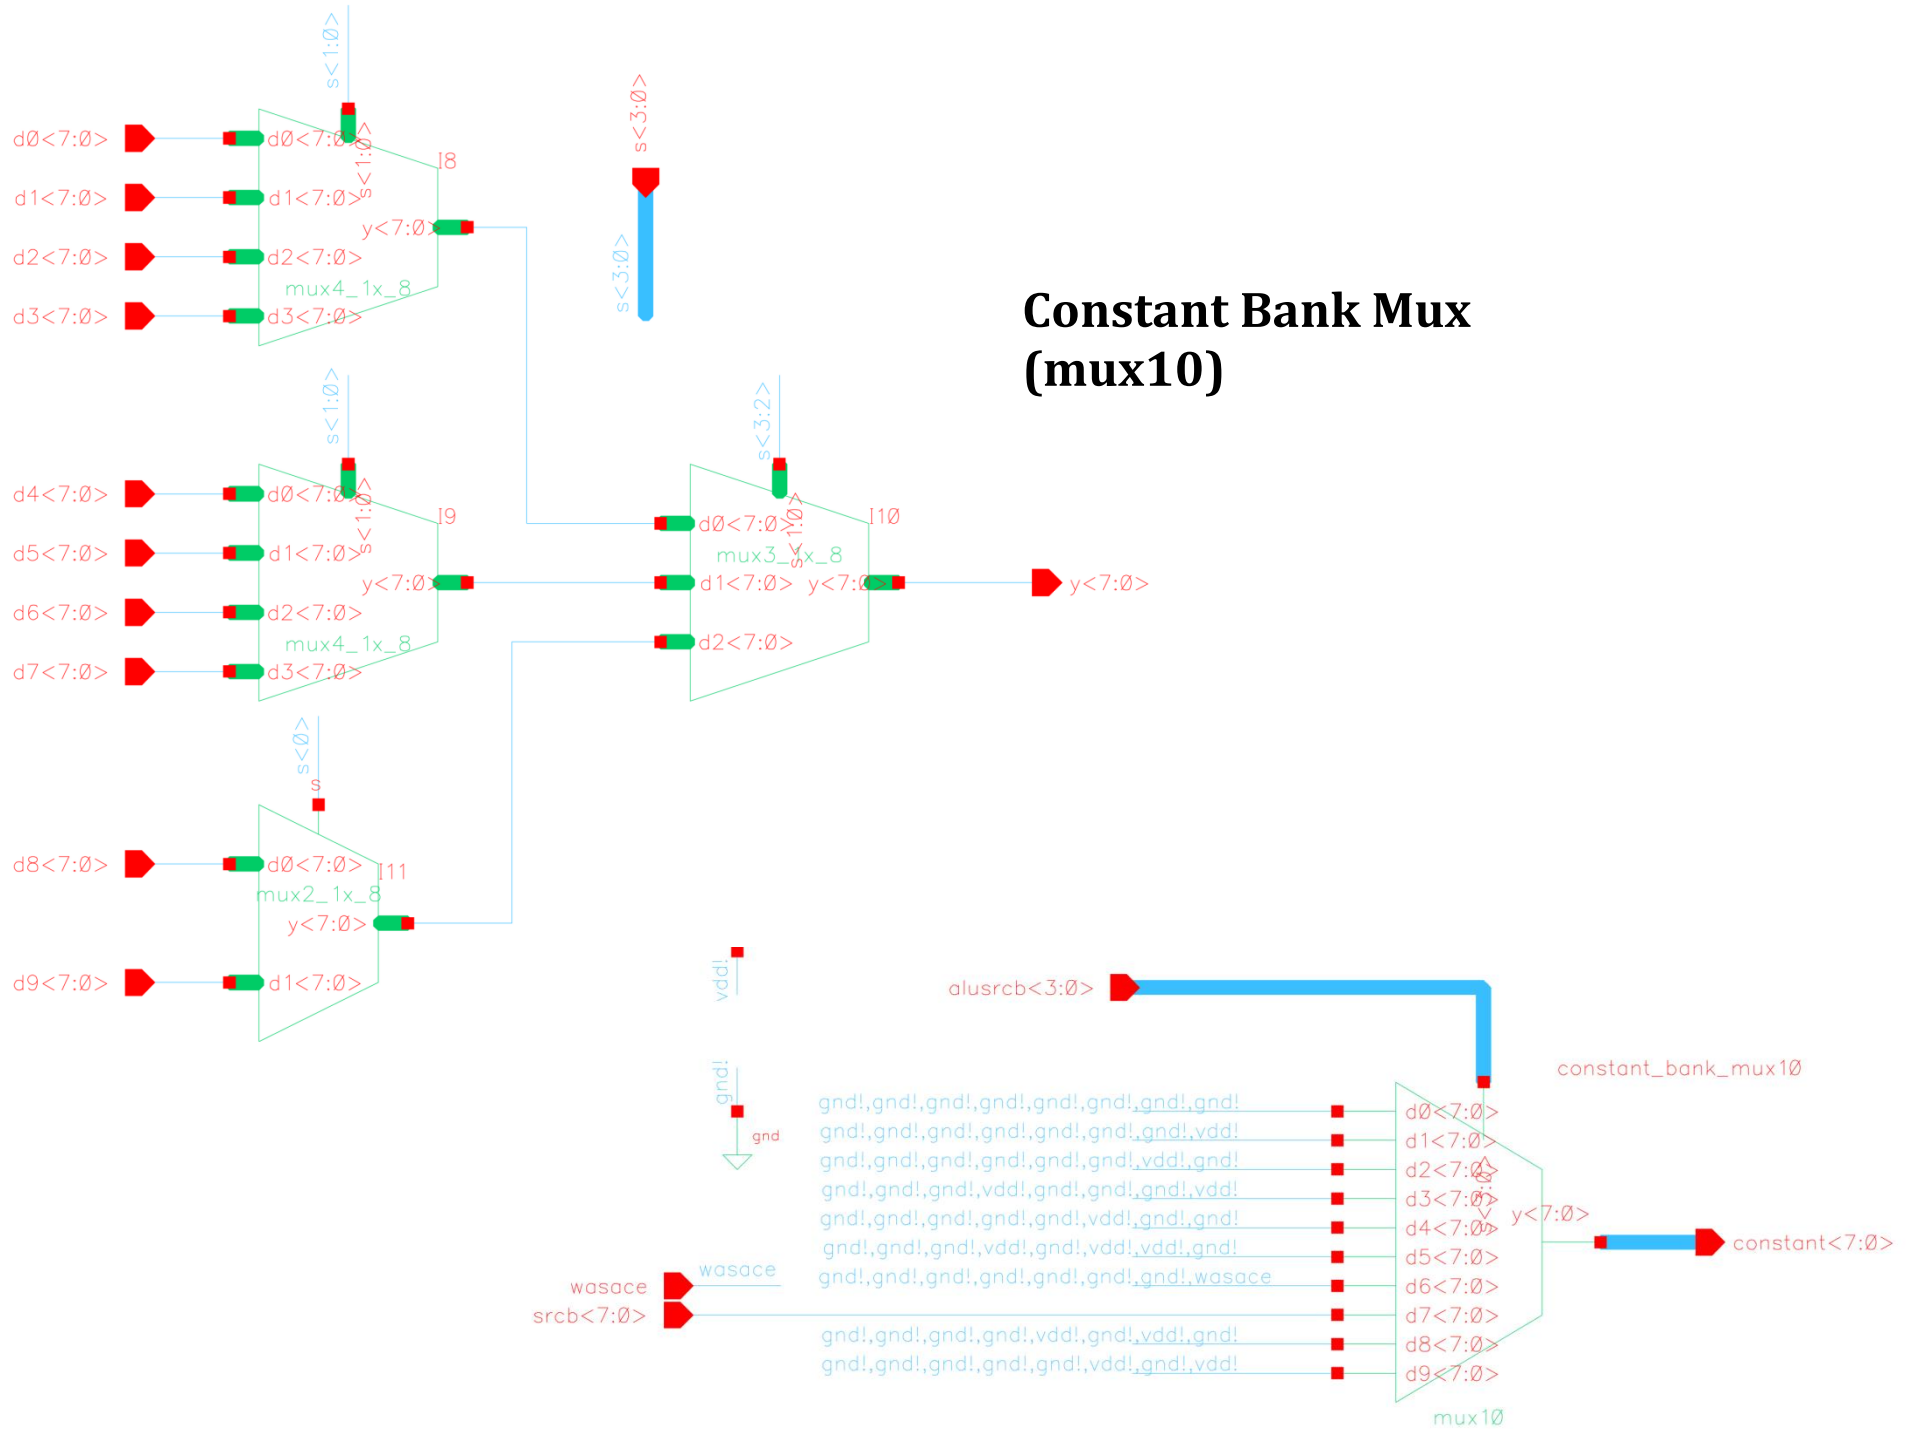 s<1:0>
d0<7:0>
d0<7:0>
s<1:0>
I8
d1<7:0>
d1<7:0>
y<7:0>
d2<7:0>
d2<7:0>
mux4_1x_8
d3<7:0>
d3<7:0>
s<3:0>
s<3:0>
Constant Bank Mux
(mux10)
s<1:0>
d4<7:0>
d0<7:0>
s<1:0>
I9
d5<7:0>
d1<7:0>
y<7:0>
d6<7:0>
d2<7:0>
mux4_1x_8
d7<7:0>
d3<7:0>
s<3:2>
d0<7:0>
s<1:0>
I10
mux3_1x_8
d1<7:0>
y<7:0>
y<7:0>
d2<7:0>
s<0>
s
d8<7:0>
d0<7:0>
I11
mux2_1x_8
y<7:0>
d9<7:0>
d1<7:0>
vdd!
gnd!
gnd
alusrcb<3:0>
constant_bank_mux10
gnd!,gnd!,gnd!,gnd!,gnd!,gnd!,gnd!,gnd! d0<7:0>
gnd!,gnd!,gnd!,gnd!,gnd!,gnd!,gnd!,vdd! d1<7:0>
gnd!,gnd!,gnd!,gnd!,gnd!,gnd!,vdd!,gnd! d2<7:0>
gnd!,gnd!,gnd!,vdd!,gnd!,gnd!,gnd!,vdd! d3<7:0>
gnd!,gnd!,gnd!,gnd!,gnd!,vdd!,gnd!,gnd! d4<7:0>
gnd!,gnd!,gnd!,vdd!,gnd!,vdd!,vdd!,gnd! d5<7:0>
gnd!,gnd!,gnd!,gnd!,gnd!,gnd!,gnd!,wasace d6<7:0>
s<3:0>
y<7:0>
constant<7:0>
wasace
wasace
srcb<7:0>
d7<7:0>
gnd!,gnd!,gnd!,gnd!,vdd!,gnd!,vdd!,gnd! d8<7:0>
gnd!,gnd!,gnd!,gnd!,gnd!,vdd!,gnd!,vdd! d9<7:0>
mux10